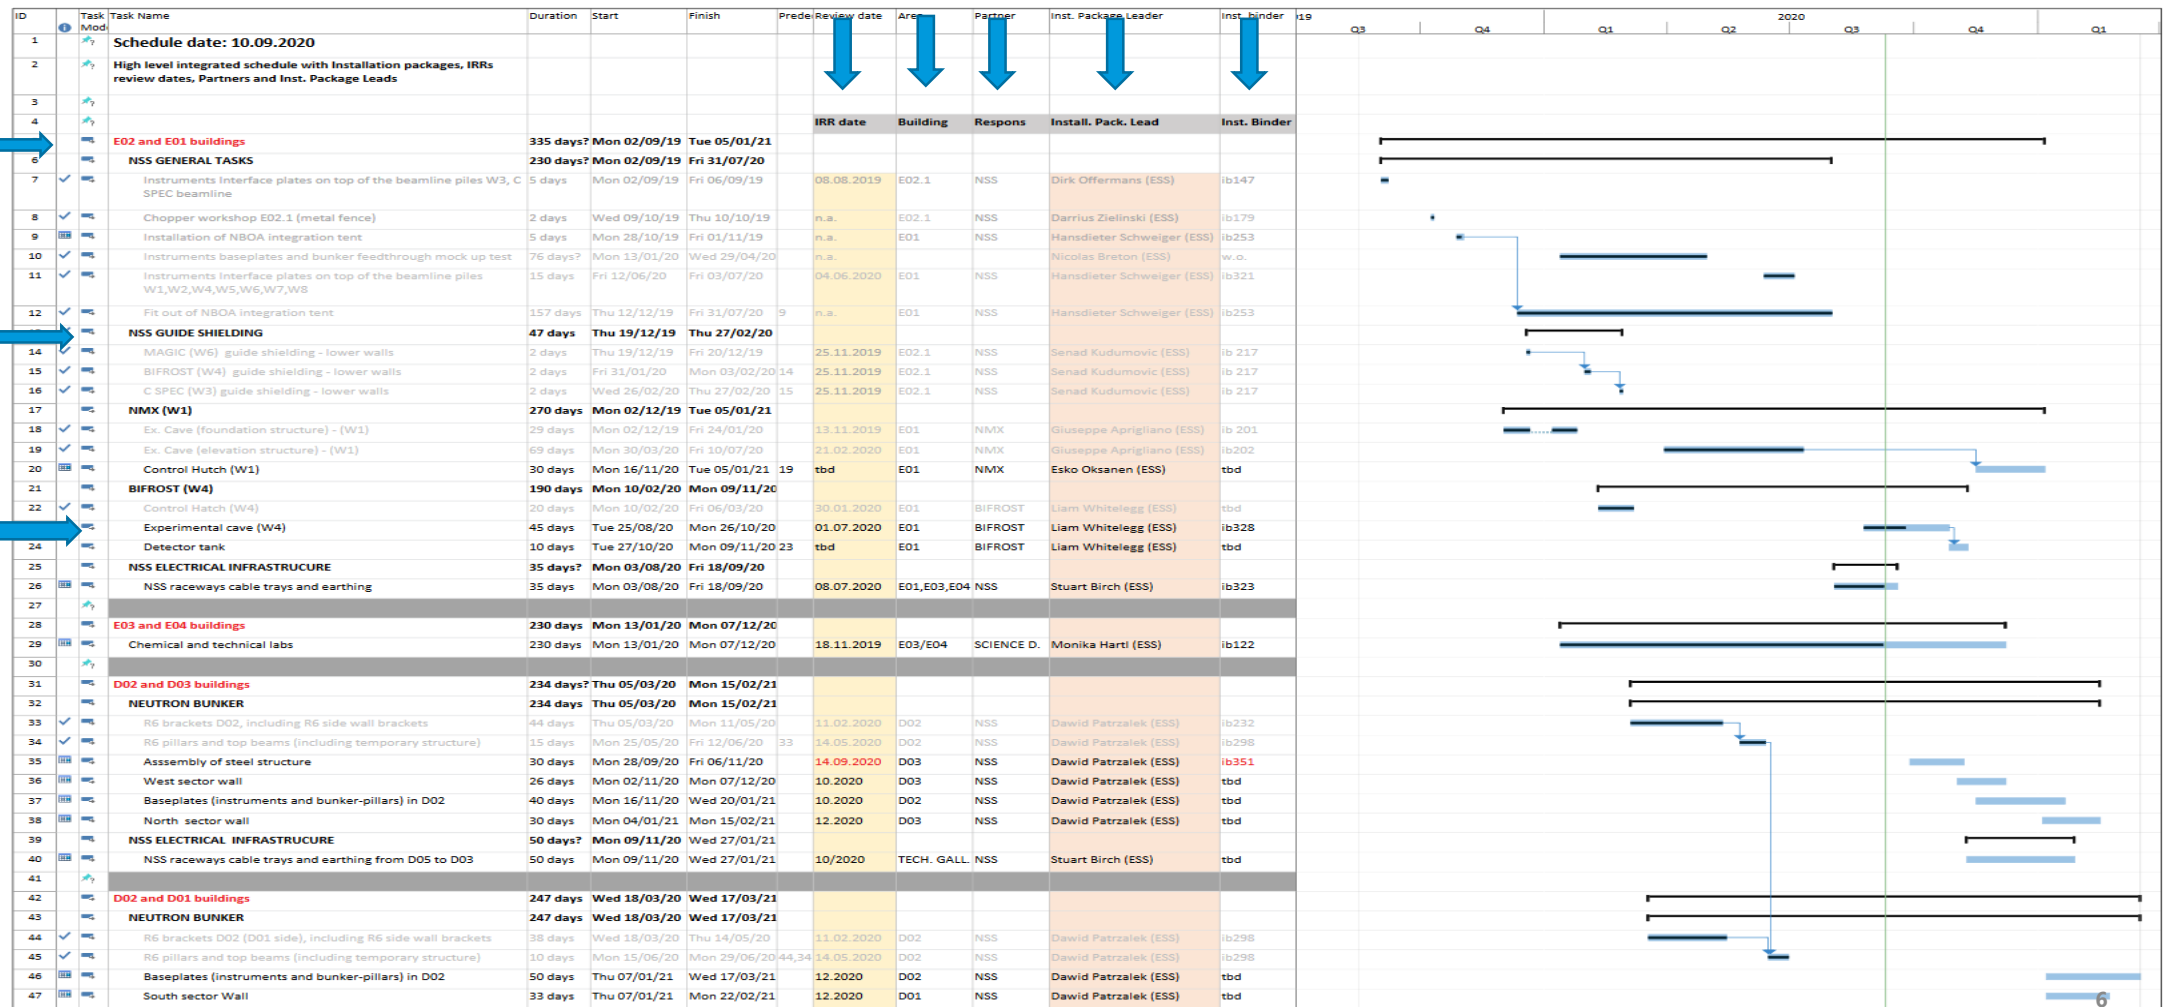 ID Task Mode Task Name Duration Start Finish Prede Review date Area Partner Inst. Package Leader Inst. binder 19 2020
Q3 Q4 Q1 Q2 Q3 Q4 Q1
1 Schedule date: 10.09.2020
2 High level integrated schedule with Installation packages, IRRs
review dates, Partners and Inst. Package Leads
3
4 IRR date Building Respons Install. Pack. Lead Inst. Binder
E02 and E01 buildings 335 days? Mon 02/09/19 Tue 05/01/21
6 NSS GENERAL TASKS 230 days? Mon 02/09/19 Fri 31/07/20
7 Instruments Interface plates on top of the beamline piles W3, C 5 days Mon 02/09/19 Fri 06/09/19 08.08.2019 E02.1 NSS Dirk Offermans (ESS) ib147
SPEC beamline
8 Chopper workshop E02.1 (metal fence) 2 days Wed 09/10/19 Thu 10/10/19 n.a. E02.1 NSS Darrius Zielinski (ESS) ib179
9 Installation of NBOA integration tent 5 days Mon 28/10/19 Fri 01/11/19 n.a. E01 NSS Hansdieter Schweiger (ESS) ib253
10 Instruments baseplates and bunker feedthrough mock up test 76 days? Mon 13/01/20 Wed 29/04/20 n.a. Nicolas Breton (ESS) w.o.
11 Instruments Interface plates on top of the beamline piles 15 days Fri 12/06/20 Fri 03/07/20 04.06.2020 E01 NSS Hansdieter Schweiger (ESS) ib321
W1,W2,W4,W5,W6,W7,W8
12 Fit out of NBOA integration tent 157 days Thu 12/12/19 Fri 31/07/20 9 n.a. E01 NSS Hansdieter Schweiger (ESS) ib253
NSS GUIDE SHIELDING 47 days Thu 19/12/19 Thu 27/02/20
14 MAGIC (W6) guide shielding - lower walls 2 days Thu 19/12/19 Fri 20/12/19 25.11.2019 E02.1 NSS Senad Kudumovic (ESS) ib 217
15 BIFROST (W4) guide shielding - lower walls 2 days Fri 31/01/20 Mon 03/02/20 14 25.11.2019 E02.1 NSS Senad Kudumovic (ESS) ib 217
16 C SPEC (W3) guide shielding - lower walls 2 days Wed 26/02/20 Thu 27/02/20 15 25.11.2019 E02.1 NSS Senad Kudumovic (ESS) ib 217
17 NMX (W1) 270 days Mon 02/12/19 Tue 05/01/21
18 Ex. Cave (foundation structure) - (W1) 29 days Mon 02/12/19 Fri 24/01/20 13.11.2019 E01 NMX Giuseppe Aprigliano (ESS) ib 201
19 Ex. Cave (elevation structure) - (W1) 69 days Mon 30/03/20 Fri 10/07/20 21.02.2020 E01 NMX Giuseppe Aprigliano (ESS) ib202
20 Control Hutch (W1) 30 days Mon 16/11/20 Tue 05/01/21 19 tbd E01 NMX Esko Oksanen (ESS) tbd
21 BIFROST (W4) 190 days Mon 10/02/20 Mon 09/11/20
22 Control Hatch (W4) 20 days Mon 10/02/20 Fri 06/03/20 30.01.2020 E01 BIFROST Liam Whitelegg (ESS) tbd
Experimental cave (W4) 45 days Tue 25/08/20 Mon 26/10/20 01.07.2020 E01 BIFROST Liam Whitelegg (ESS) ib328
24 Detector tank 10 days Tue 27/10/20 Mon 09/11/20 23 tbd E01 BIFROST Liam Whitelegg (ESS) tbd
25 NSS ELECTRICAL INFRASTRUCURE 35 days? Mon 03/08/20 Fri 18/09/20
26 NSS raceways cable trays and earthing 35 days Mon 03/08/20 Fri 18/09/20 08.07.2020 E01,E03,E04 NSS Stuart Birch (ESS) ib323
27
28 E03 and E04 buildings 230 days Mon 13/01/20 Mon 07/12/20
29 Chemical and technical labs 230 days Mon 13/01/20 Mon 07/12/20 18.11.2019 E03/E04 SCIENCE D. Monika Hartl (ESS) ib122
30
31 D02 and D03 buildings 234 days? Thu 05/03/20 Mon 15/02/21
32 NEUTRON BUNKER 234 days Thu 05/03/20 Mon 15/02/21
33 R6 brackets D02, including R6 side wall brackets 44 days Thu 05/03/20 Mon 11/05/20 11.02.2020 D02 NSS Dawid Patrzalek (ESS) ib232
34 R6 pillars and top beams (including temporary structure) 15 days Mon 25/05/20 Fri 12/06/20 33 14.05.2020 D02 NSS Dawid Patrzalek (ESS) ib298
35 Asssembly of steel structure 30 days Mon 28/09/20 Fri 06/11/20 14.09.2020 D03 NSS Dawid Patrzalek (ESS) ib351
36 West sector wall 26 days Mon 02/11/20 Mon 07/12/20 10.2020 D03 NSS Dawid Patrzalek (ESS) tbd
37 Baseplates (instruments and bunker-pillars) in D02 40 days Mon 16/11/20 Wed 20/01/21 10.2020 D02 NSS Dawid Patrzalek (ESS) tbd
38 North sector wall 30 days Mon 04/01/21 Mon 15/02/21 12.2020 D03 NSS Dawid Patrzalek (ESS) tbd
39 NSS ELECTRICAL INFRASTRUCURE 50 days? Mon 09/11/20 Wed 27/01/21
40 NSS raceways cable trays and earthing from D05 to D03 50 days Mon 09/11/20 Wed 27/01/21 10/2020 TECH. GALL. NSS Stuart Birch (ESS) tbd
41
42 D02 and D01 buildings 247 days Wed 18/03/20 Wed 17/03/21
43 NEUTRON BUNKER 247 days Wed 18/03/20 Wed 17/03/21
44 R6 brackets D02 (D01 side), including R6 side wall brackets 38 days Wed 18/03/20 Thu 14/05/20 11.02.2020 D02 NSS Dawid Patrzalek (ESS) ib298
45 R6 pillars and top beams (including temporary structure) 10 days Mon 15/06/20 Mon 29/06/20 44,34 14.05.2020 D02 NSS Dawid Patrzalek (ESS) ib298
46 Baseplates (instruments and bunker-pillars) in D02 50 days Thu 07/01/21 Wed 17/03/21 12.2020 D02 NSS Dawid Patrzalek (ESS) tbd
47 South sector Wall 33 days Thu 07/01/21 Mon 22/02/21 12.2020 D01 NSS Dawid Patrzalek (ESS) tbd
6